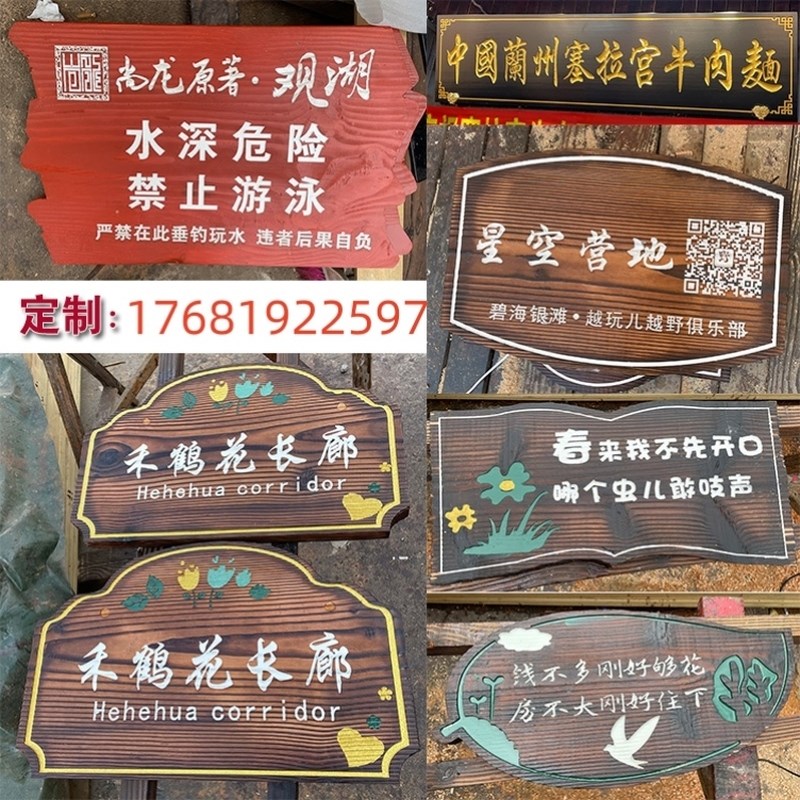 尚龙原著·观湖
水深危险
禁止游泳
严禁在此垂钓玩水 违者后果自负
定制:17681922597
禾鹤花长廊
Hehehua corridor
禾鹤花长廊
Hehehua corridor
中國蘭州塞拉宫牛肉麵
星空营地
碧海银滩·越玩儿越野俱乐部
春来我不先开口
哪个虫儿敢吱声
钱不多刚好够花
房不大刚好住下